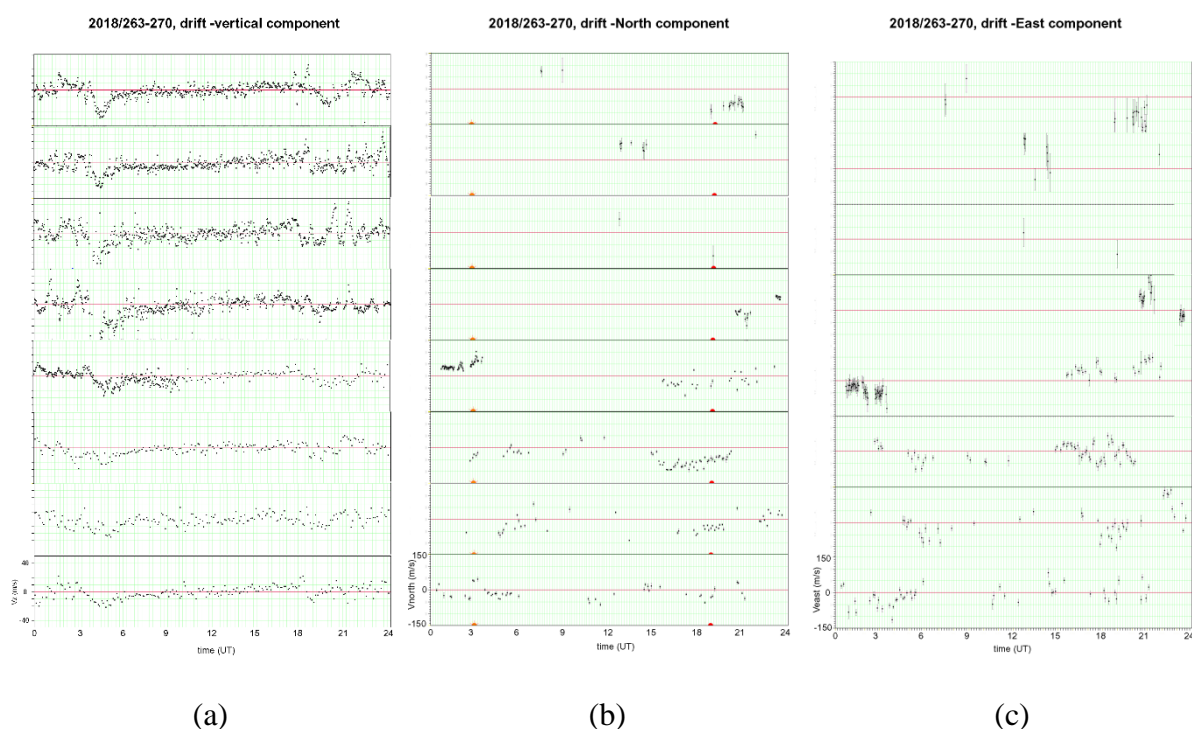 2018/263-270, drift -vertical component
2018/263-270, drift -North component
2018/263-270, drift -East component
40
0
-40
Vz (m/s)
0 3 6 9 12 15 18 21 24
time (UT)
150
0
-150
Vnorth (m/s)
0 3 6 9 12 15 18 21 24
time (UT)
150
0
-150
Veast (m/s)
0 3 6 9 12 15 18 21 24
time (UT)
(a)
(b)
(c)